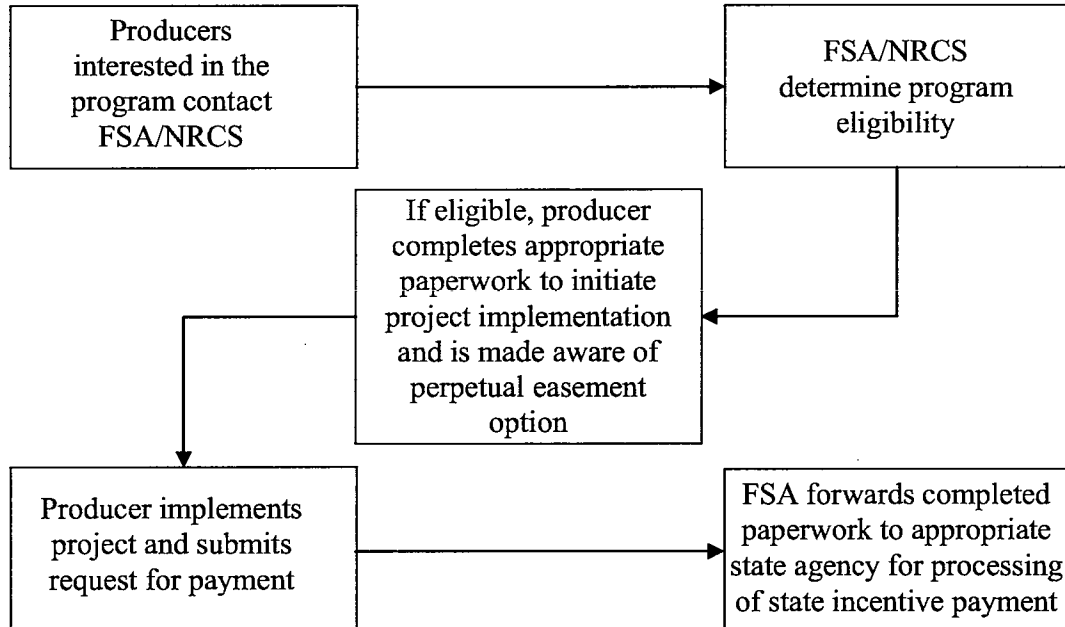 Producers
interested in the
program contact
FSA/NRCS
FSA/NRCS
determine program
eligibility
If eligible, producer
completes appropriate
paperwork to initiate
project implementation
and is made aware of
perpetual easement
option
Producer implements
project and submits
request for payment
FSA forwards completed
paperwork to appropriate
state agency for processing
of state incentive payment